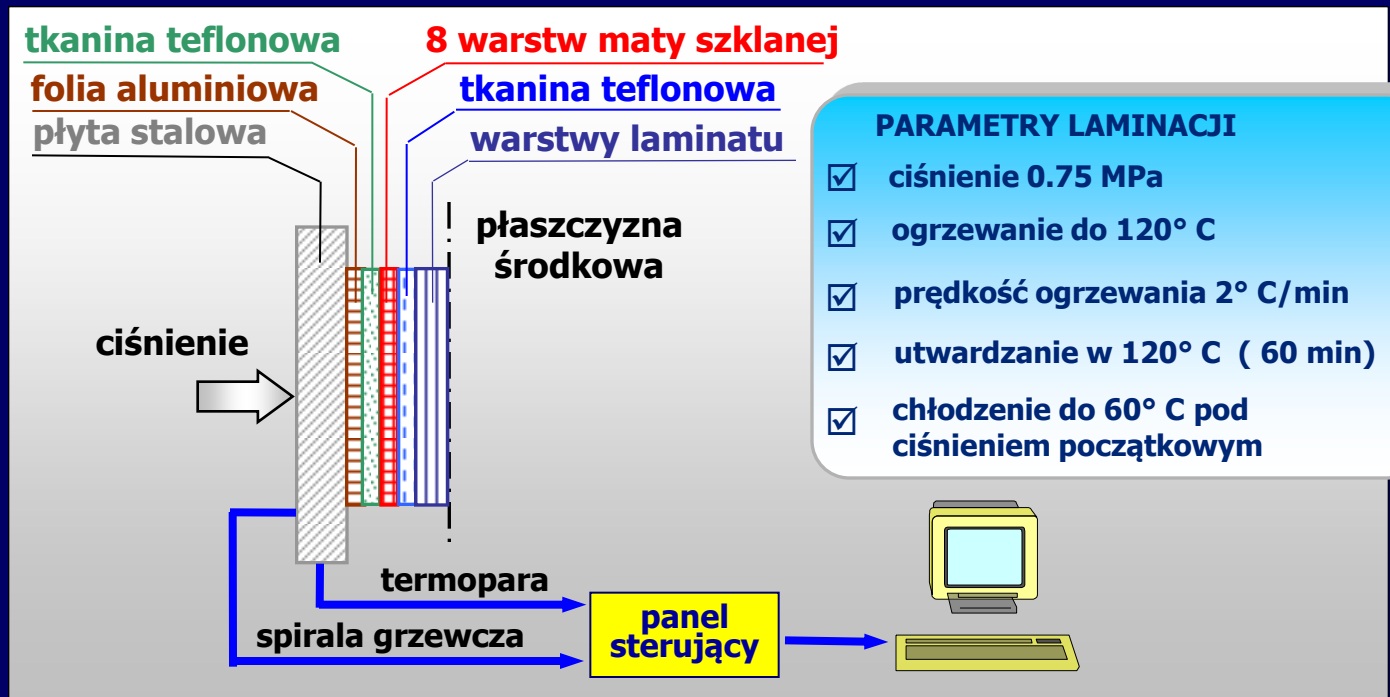 tkanina teflonowa
8 warstw maty szklanej
folia aluminiowa
tkanina teflonowa
płyta stalowa
warstwy laminatu
płaszczyzna
środkowa
ciśnienie
termopara
spirala grzewcza
panel
sterujący
PARAMETRY LAMINACJI
ciśnienie 0.75 MPa
ogrzewanie do 120° C
prędkość ogrzewania 2° C/min
utwardzanie w 120° C ( 60 min)
chłodzenie do 60° C pod
ciśnieniem początkowym